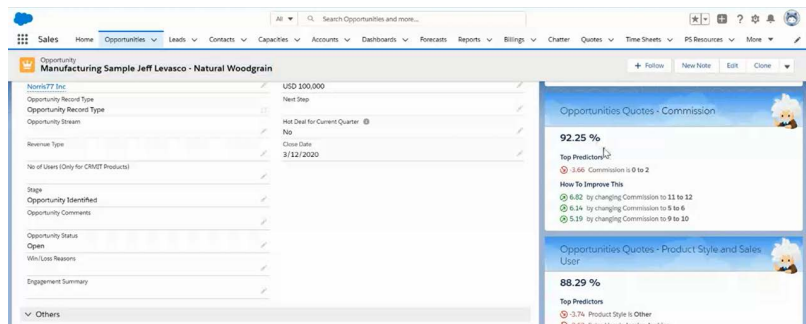 All
Search Opportunities and more...
Sales
Home
Opportunities
Leads
Contacts
Capacities
Accounts
Dashboards
Forecasts
Reports
Billings
Chatter
Quotes
Time Sheets
PS Resources
More
Opportunity
Manufacturing Sample Jeff Levasco - Natural Woodgrain
+ Follow
New Note
Edit
Clone
Norris77 Inc
USD 100,000
Opportunity Record Type
Opportunity Record Type
Next Step
Opportunity Stream
Hot Deal for Current Quarter
No
Revenue Type
Close Date
3/12/2020
No of Users (Only for CRMIT Products)
Stage
Opportunity Identified
Opportunity Comments
Opportunity Status
Open
Win/Loss Reasons
Engagement Summary
Others
Opportunities Quotes - Commission
92.25 %
Top Predictors
-3.66 Commission is 0 to 2
How To Improve This
6.82 by changing Commission to 11 to 12
6.14 by changing Commission to 5 to 6
5.19 by changing Commission to 9 to 10
Opportunities Quotes - Product Style and Sales
User
88.29 %
Top Predictors
-3.74 Product Style is Other